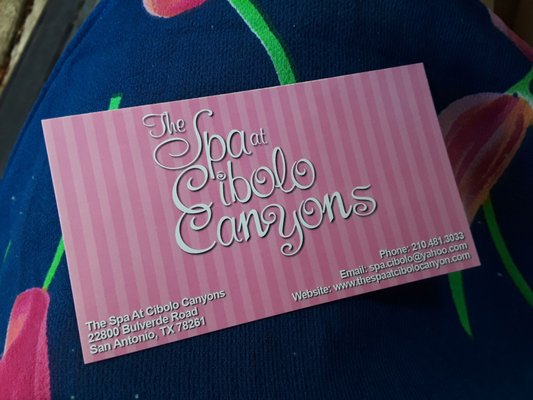 The
Spa at
Cibolo
Canyons
Phone: 210.481.3033
Email: spa.cibolo@yahoo.com
Website: www.thespaatcibolocanyon.com
The Spa At Cibolo Canyons
22800 Bulverde Road
San Antonio, TX 78261